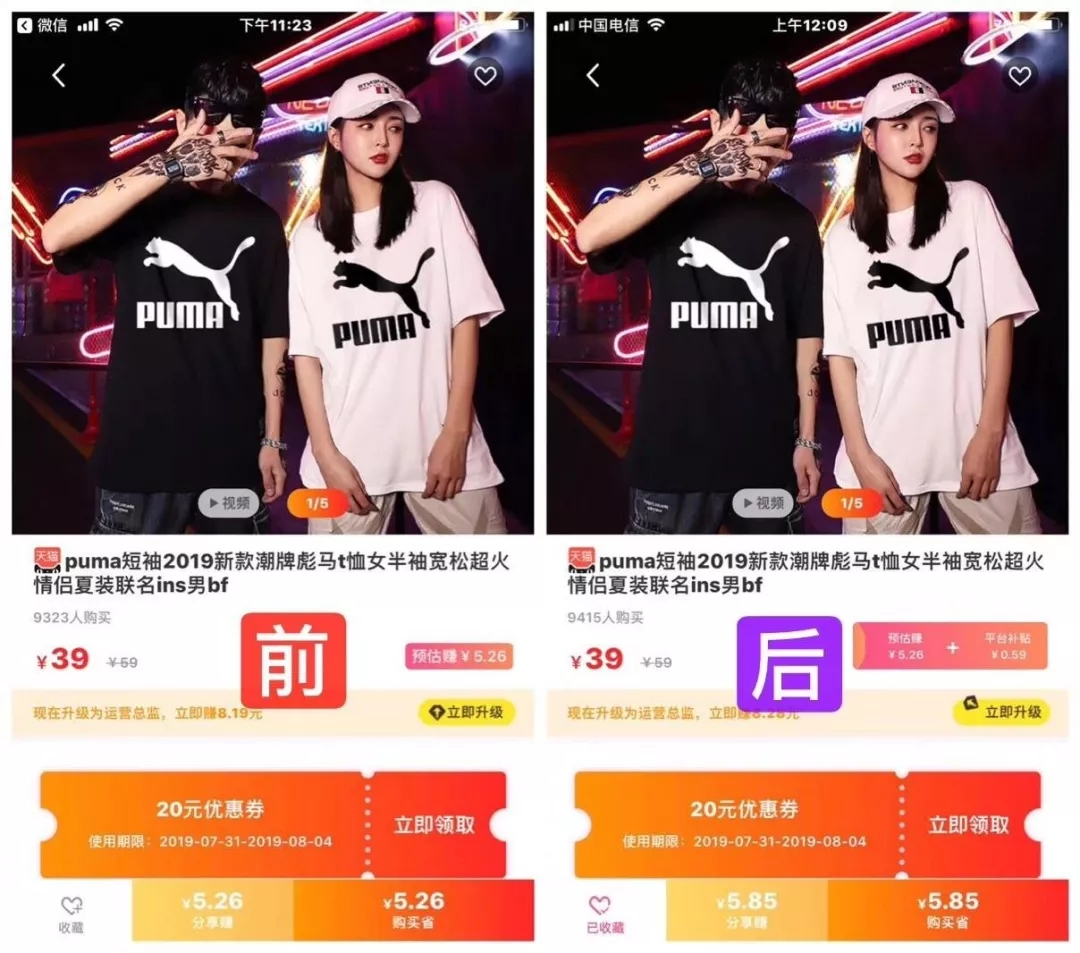 微信
下午11:23
PUMA
PUMA
视频
1/5
天猫 puma短袖2019新款潮牌彪马t恤女半袖宽松超火
情侣夏装联名ins男bf
9323人购买
¥39 ¥59
前
预估赚 ¥5.26
现在升级为运营总监，立即赚8.19元
立即升级
20元优惠券
使用期限：2019-07-31-2019-08-04
立即领取
收藏
¥5.26
分享赚
¥5.26
购买省
中国电信
上午12:09
PUMA
PUMA
视频
1/5
天猫 puma短袖2019新款潮牌彪马t恤女半袖宽松超火
情侣夏装联名ins男bf
9415人购买
¥39 ¥59
后
预估赚
¥5.26
+
平台补贴
¥0.59
现在升级为运营总监，立即赚8.28元
立即升级
20元优惠券
使用期限：2019-07-31-2019-08-04
立即领取
已收藏
¥5.85
分享赚
¥5.85
购买省